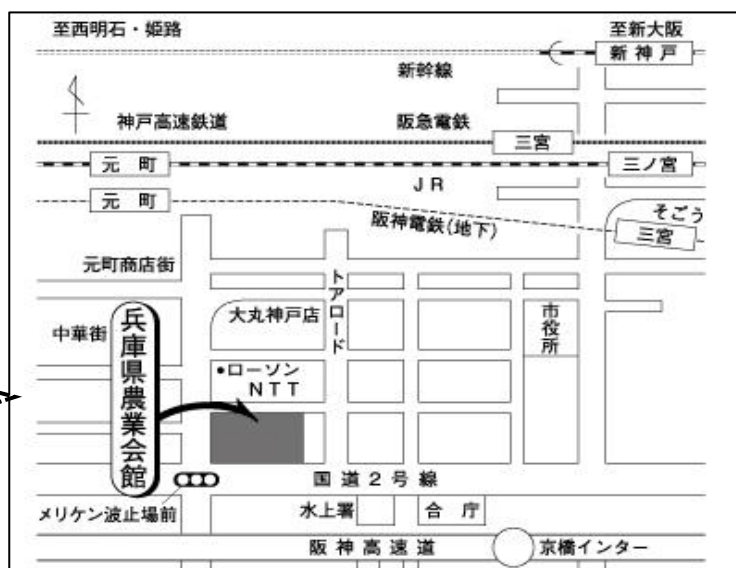 至西明石・姫路
至新大阪
新神戸
新幹線
神戸高速鉄道
阪急電鉄
三宮
元町
三ノ宮
JR
元町
阪神電鉄(地下)
そごう
三宮
元町商店街
トアロード
大丸神戸店
市役所
中華街
兵庫県農業会館
•ローソン
NTT
国道2号線
メリケン波止場前
水上署
合庁
阪神高速道
京橋インター